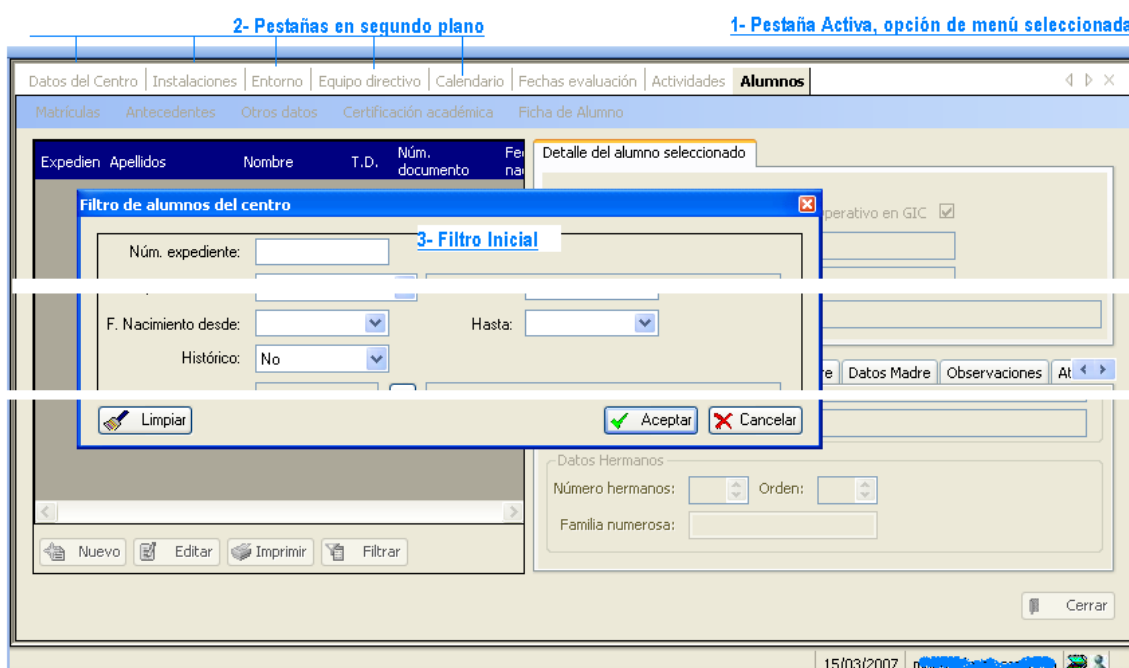 2- Pestañas en segundo plano
1- Pestaña Activa, opción de menú seleccionada
Datos del Centro Instalaciones Entorno Equipo directivo Calendario Fechas evaluación Actividades Alumnos
Matrículas Antecedentes Otros datos Certificación académica Ficha de Alumno
Expedien Apellidos Nombre T.D. Núm. documento
Detalle del alumno seleccionado
Filtro de alumnos del centro
perativo en GIC
3- Filtro Inicial
Núm. expediente:
F. Nacimiento desde: Hasta:
Histórico: No
Datos Madre Observaciones
Limpiar Aceptar Cancelar
Datos Hermanos
Número hermanos: Orden:
Familia numerosa:
Nuevo Editar Imprimir Filtrar
Cerrar
15/03/2007